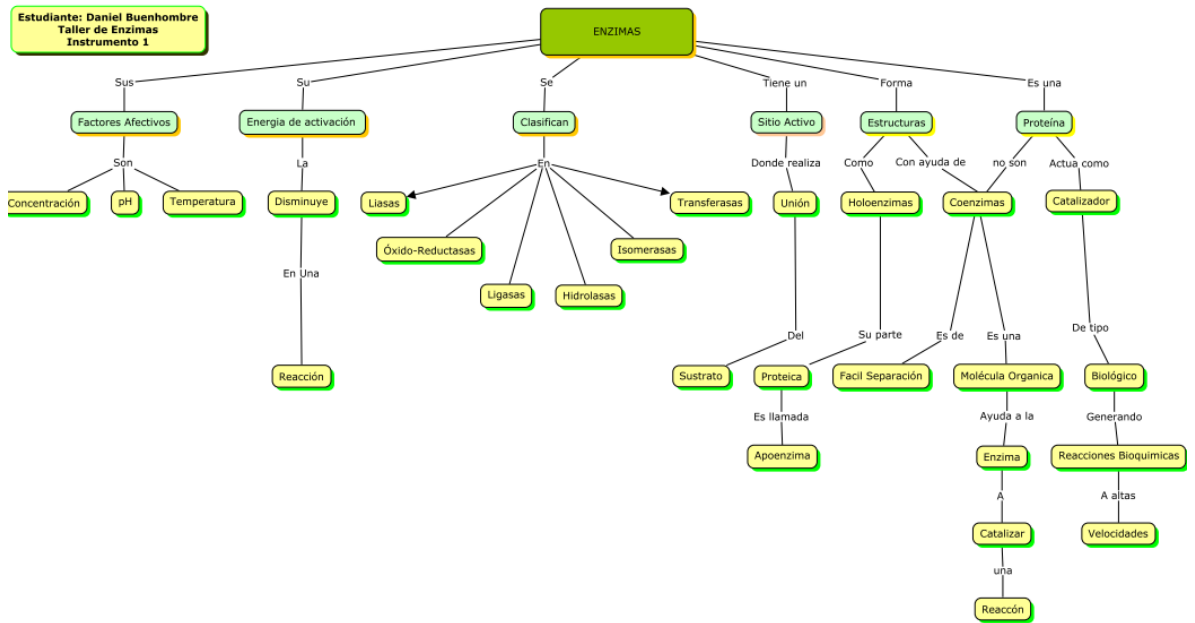 Estudiante: Daniel Buenhombre
Taller de Enzimas
Instrumento 1
ENZIMAS
Sus
Su
Se
Tiene un
Forma
Es una
Factores Afectivos
Energia de activación
Clasifican
Sitio Activo
Estructuras
Proteína
Son
La
En
Donde realiza
Como
Con ayuda de
no son
Actua como
Concentración
pH
Temperatura
Disminuye
Liasas
Transferasas
Unión
Holoenzimas
Coenzimas
Catalizador
Óxido-Reductasas
Isomerasas
En Una
Ligasas
Hidrolasas
Del
Su parte
Es de
Es una
De tipo
Reacción
Sustrato
Proteica
Facil Separación
Molécula Organica
Biológico
Es llamada
Ayuda a la
Generando
Apoenzima
Enzima
Reacciones Bioquimicas
A
A altas
Catalizar
Velocidades
una
Reaccón